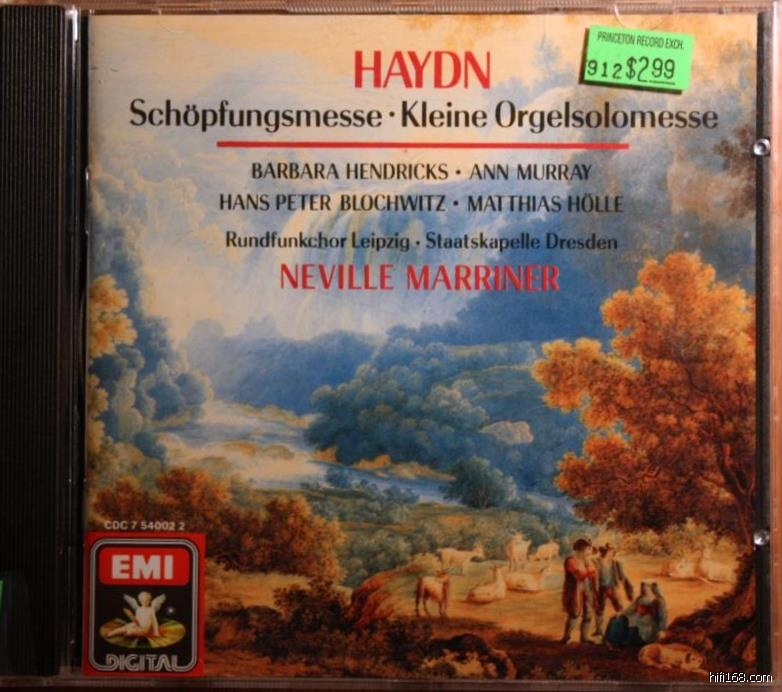 PRINCETON RECORD EXCH.
912 $2.99
HAYDN
Schöpfungsmesse · Kleine Orgelsolomesse
BARBARA HENDRICKS · ANN MURRAY
HANS PETER BLOCHWITZ · MATTHIAS HÖLLE
Rundfunkchor Leipzig · Staatskapelle Dresden
NEVILLE MARRINER
CDC 7 54002 2
EMI
DIGITAL
hifi168.com